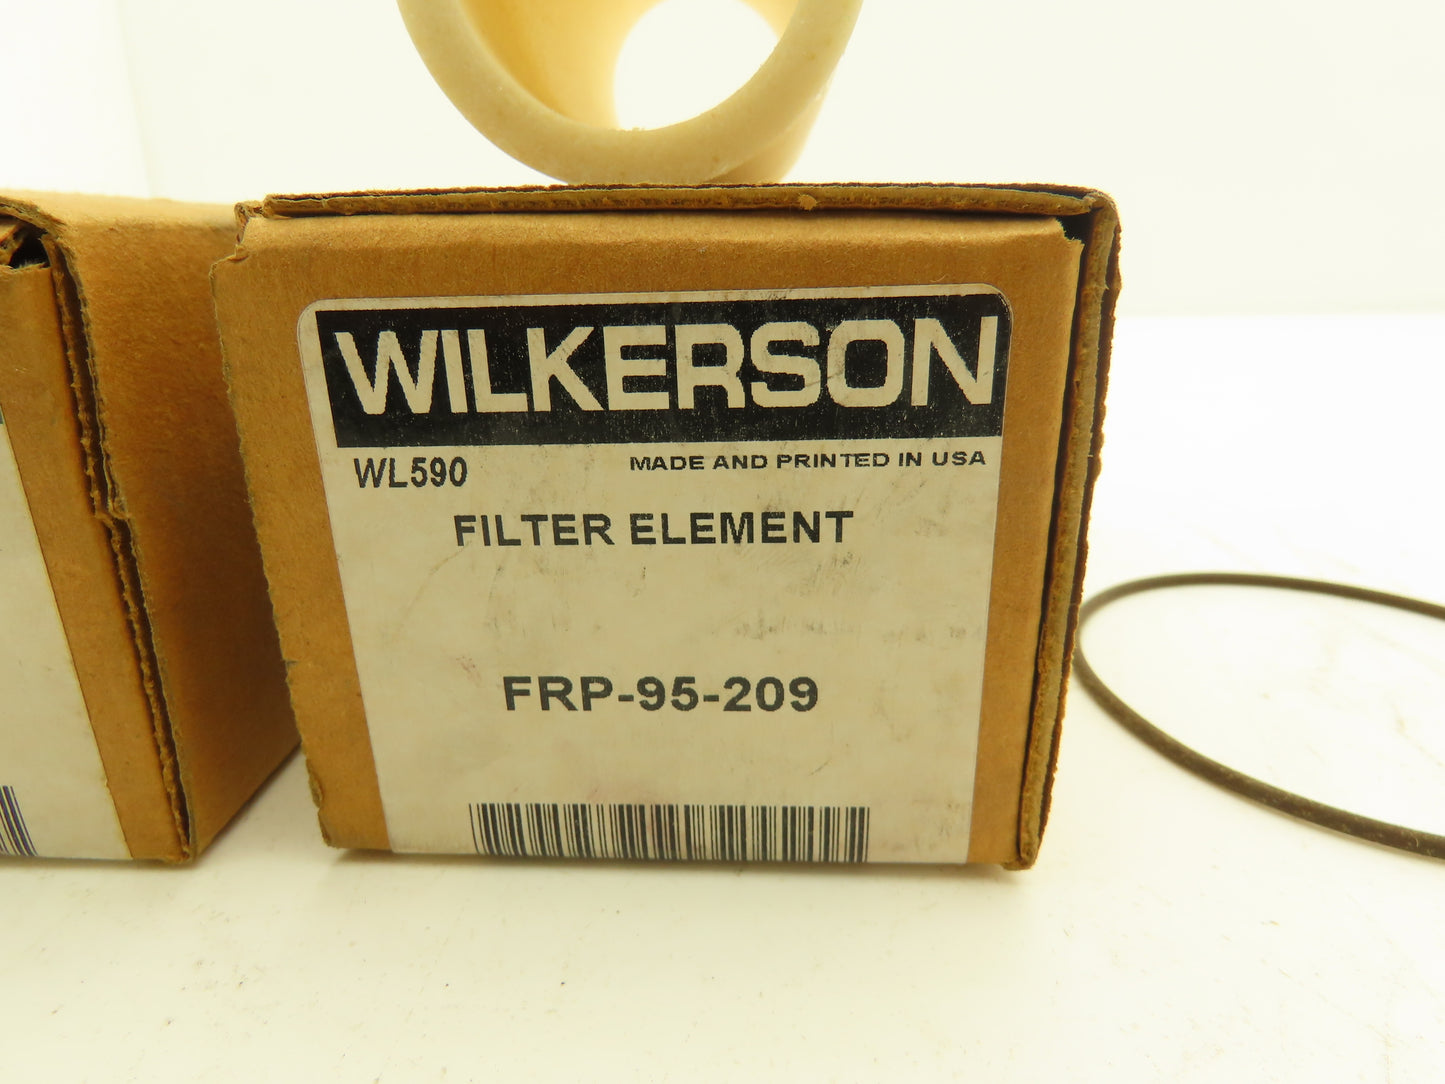 WILKERSON
WL590 MADE AND PRINTED IN USA
FILTER ELEMENT
FRP-95-209